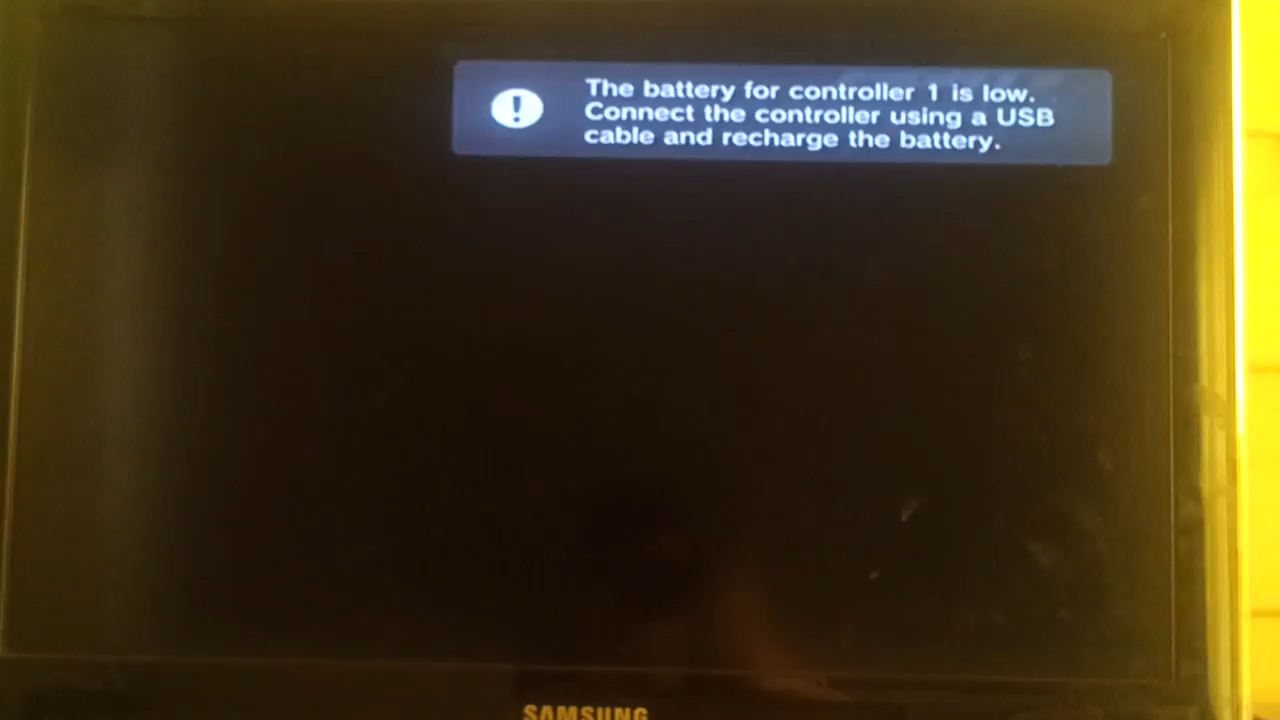 The battery for controller 1 is low.
Connect the controller using a USB
cable and recharge the battery.
SAMSUNG